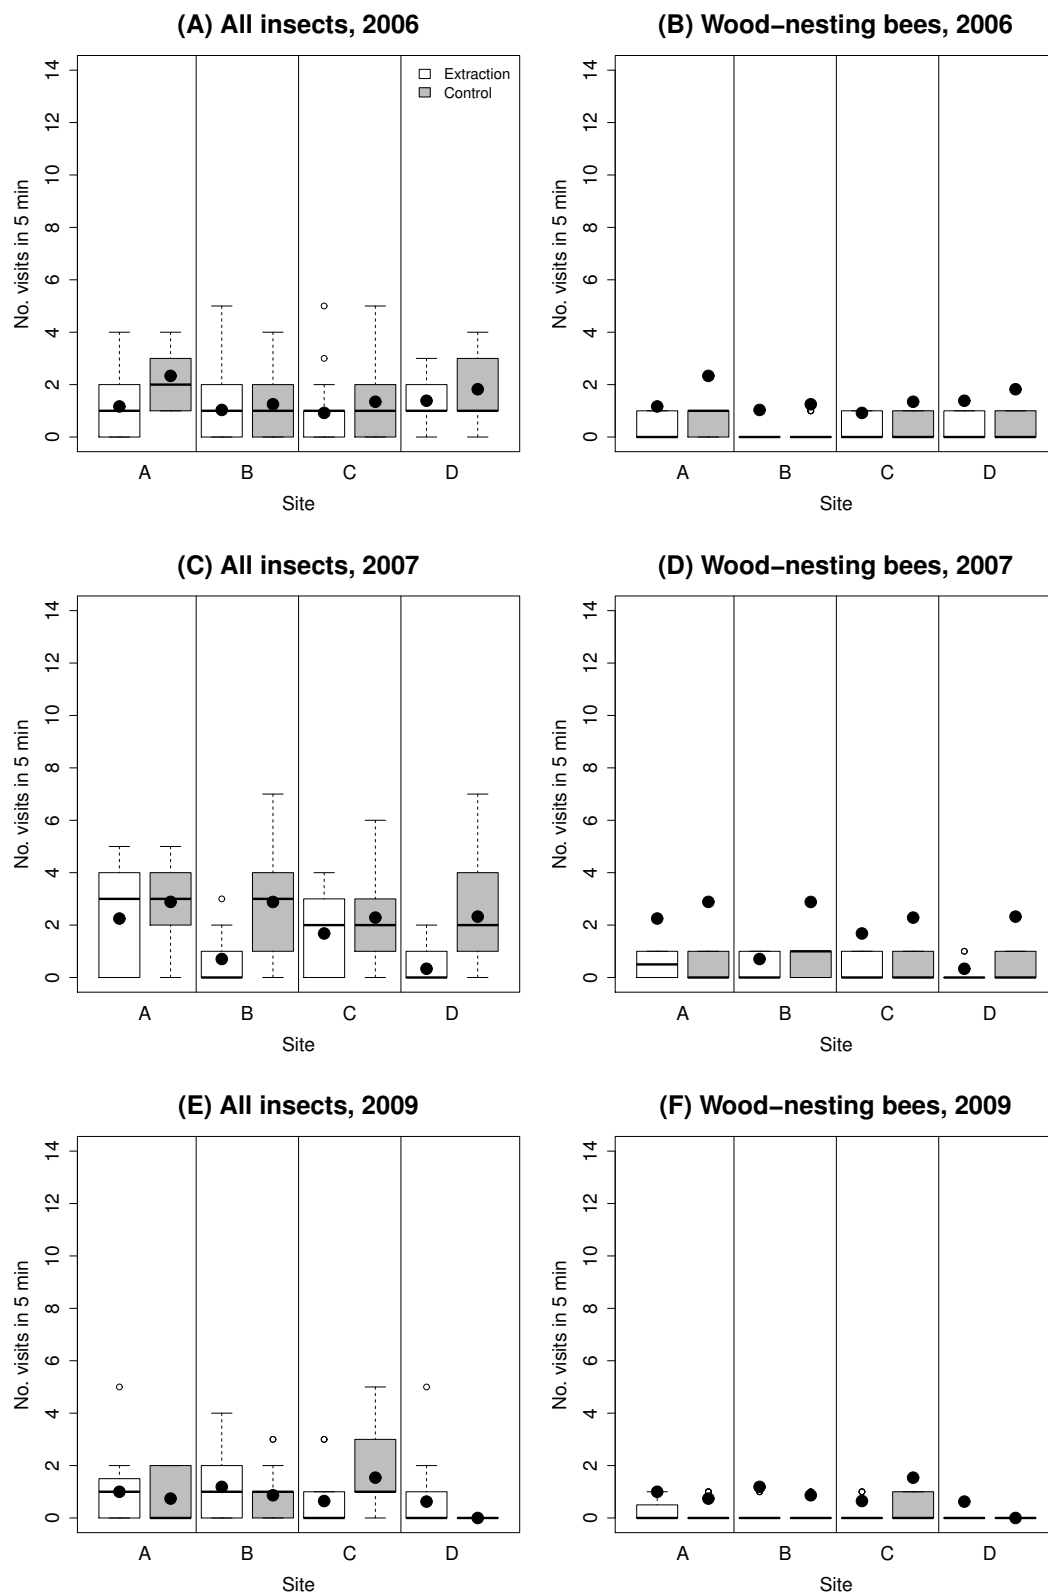 (A) All insects, 2006
No. visits in 5 min
0 2 4 6 8 10 12 14
Extraction
Control
A B C D
Site
(B) Wood−nesting bees, 2006
No. visits in 5 min
0 2 4 6 8 10 12 14
A B C D
Site
(C) All insects, 2007
No. visits in 5 min
0 2 4 6 8 10 12 14
A B C D
Site
(D) Wood−nesting bees, 2007
No. visits in 5 min
0 2 4 6 8 10 12 14
A B C D
Site
(E) All insects, 2009
No. visits in 5 min
0 2 4 6 8 10 12 14
A B C D
Site
(F) Wood−nesting bees, 2009
No. visits in 5 min
0 2 4 6 8 10 12 14
A B C D
Site